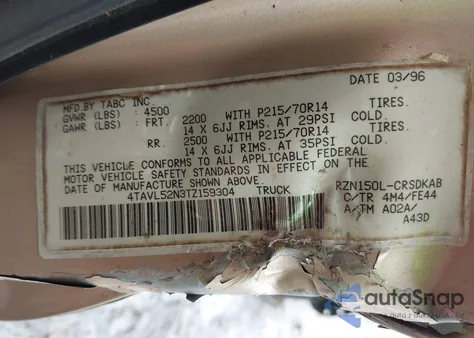 DATE 03/96
MFD BY TABC INC.
GVWR (LBS) 4500 WITH P215/70R14 TIRES.
GAWR (LBS) FRT. 2200 14 X 6JJ RIMS. AT 29PSI COLD.
RR. 2500 WITH P215/70R14 TIRES.
14 X 6JJ RIMS. AT 35PSI COLD.
THIS VEHICLE CONFORMS TO ALL APPLICABLE FEDERAL
MOTOR VEHICLE SAFETY STANDARDS IN EFFECT ON THE
DATE OF MANUFACTURE SHOWN ABOVE.
4TAVL52N3TZ159304 TRUCK
RZN150L-CRSDKAB
C/TR 4M4/FE44
A/TM A02A/
A43D
autaSnap